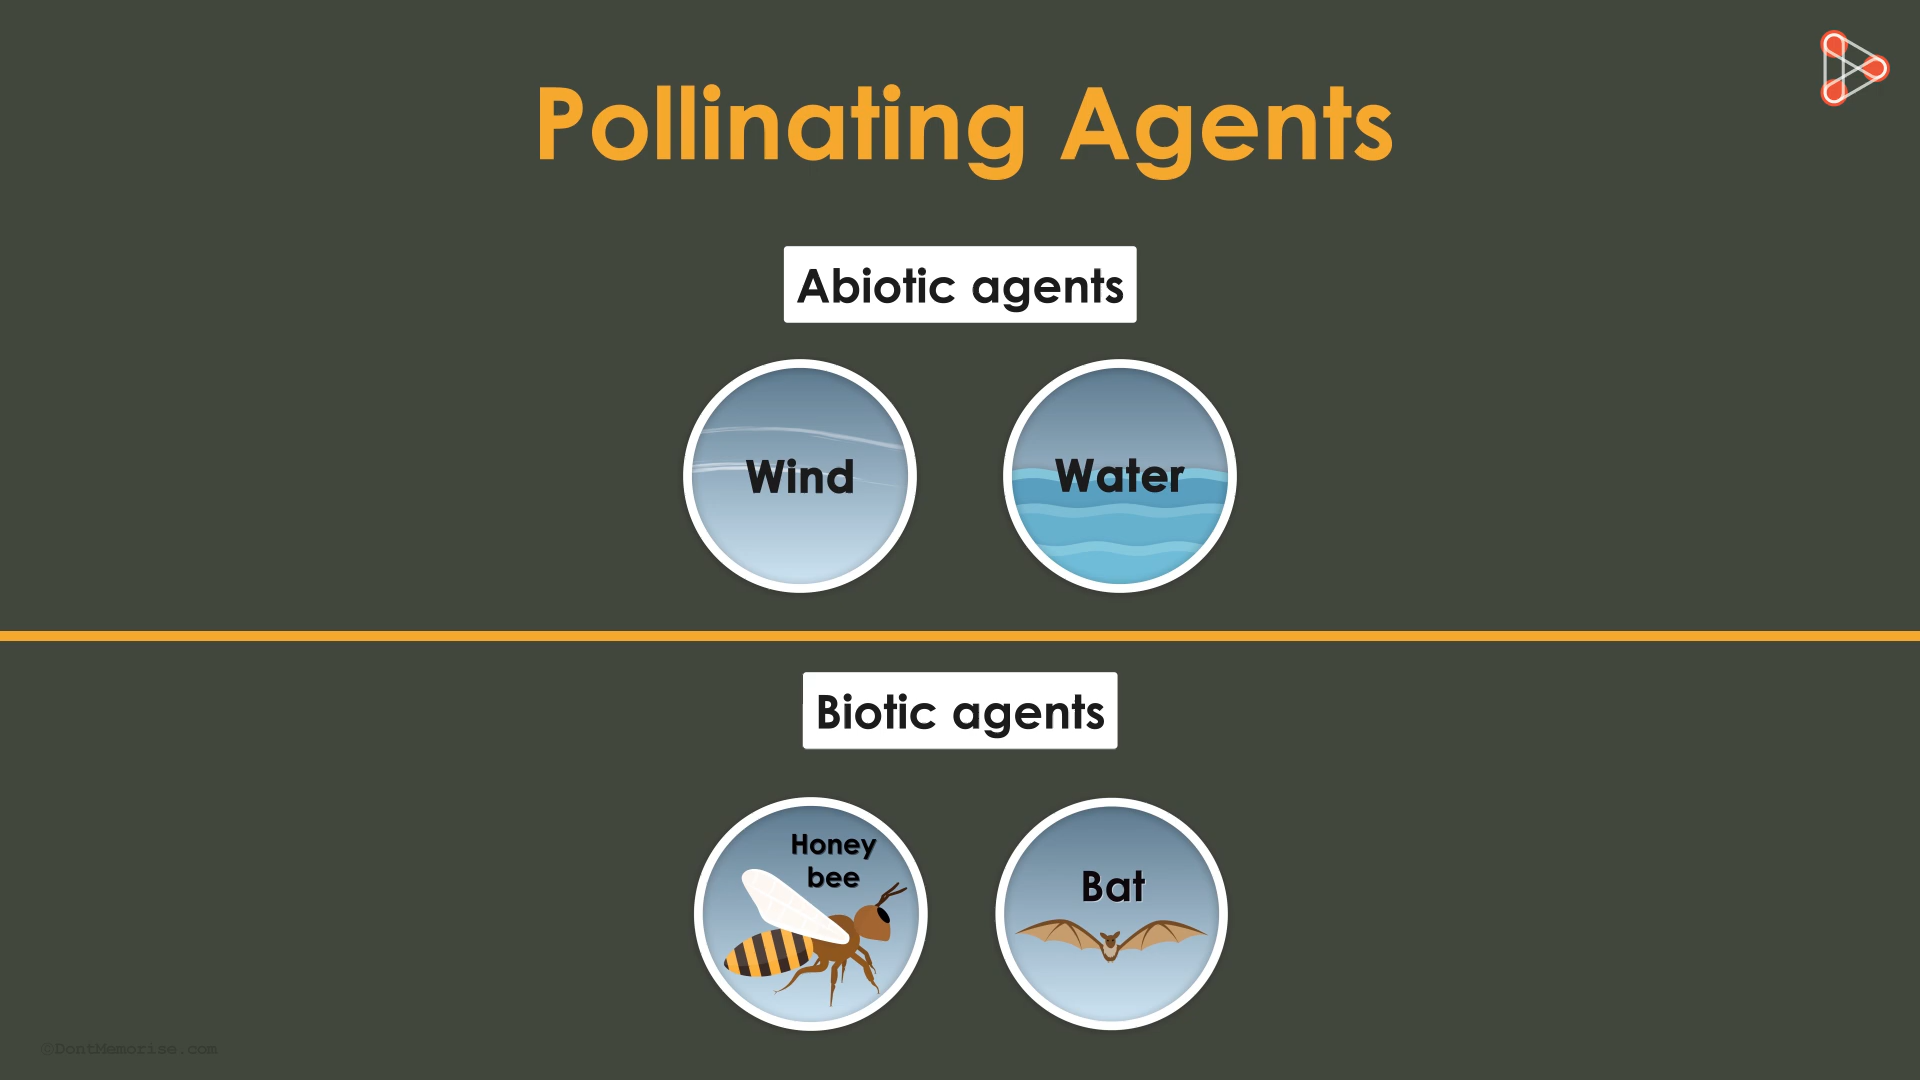 Pollinating Agents
Abiotic agents
Wind
Water
Biotic agents
Honey
bee
Bat
©DontMemorise.com